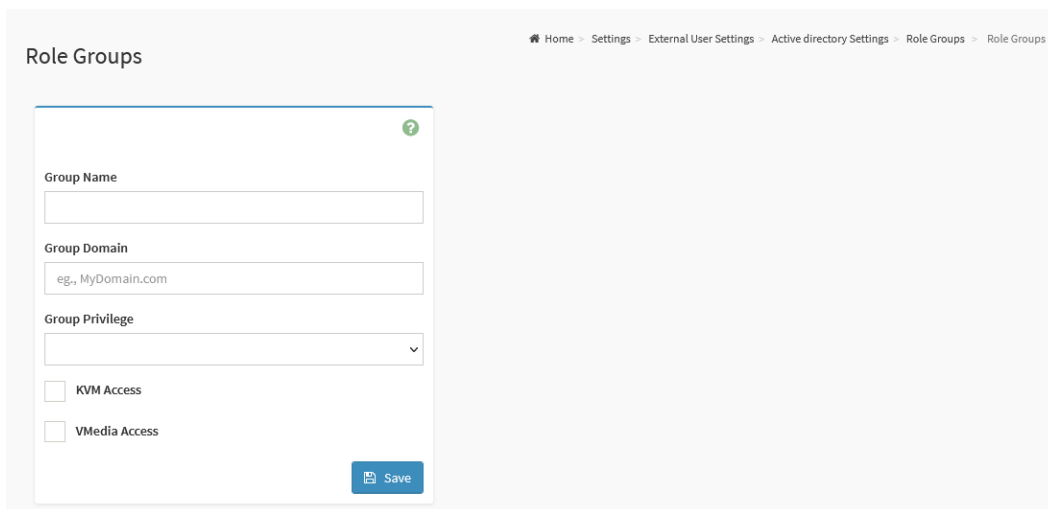 Home > Settings > External User Settings > Active directory Settings > Role Groups > Role Groups
Role Groups
Group Name
Group Domain
eg., MyDomain.com
Group Privilege
KVM Access
VMedia Access
Save